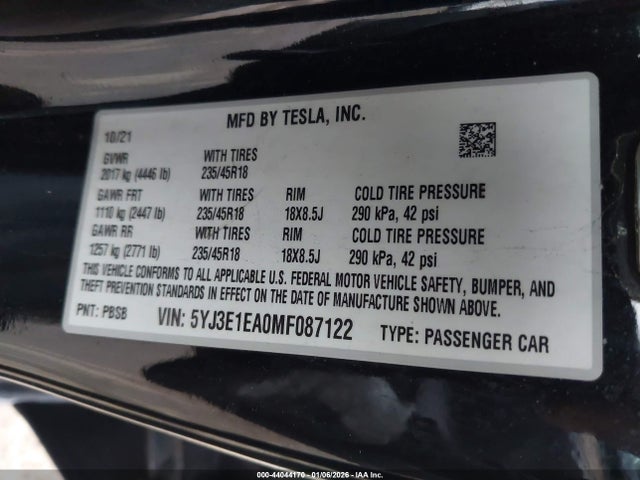 MFD BY TESLA, INC.
10/21
GVWR WITH TIRES
2017 kg (4446 lb) 235/45R18
GAWR FRT WITH TIRES RIM COLD TIRE PRESSURE
1110 kg (2447 lb) 235/45R18 18X8.5J 290 kPa, 42 psi
GAWR RR WITH TIRES RIM COLD TIRE PRESSURE
1257 kg (2771 lb) 235/45R18 18X8.5J 290 kPa, 42 psi
THIS VEHICLE CONFORMS TO ALL APPLICABLE U.S. FEDERAL MOTOR VEHICLE SAFETY, BUMPER, AND
THEFT PREVENTION STANDARDS IN EFFECT ON THE DATE OF MANUFACTURE SHOWN ABOVE.
PNT: PBSB VIN: 5YJ3E1EA0MF087122 TYPE: PASSENGER CAR
000-44044170 - 01/06/2026 - IAA Inc.